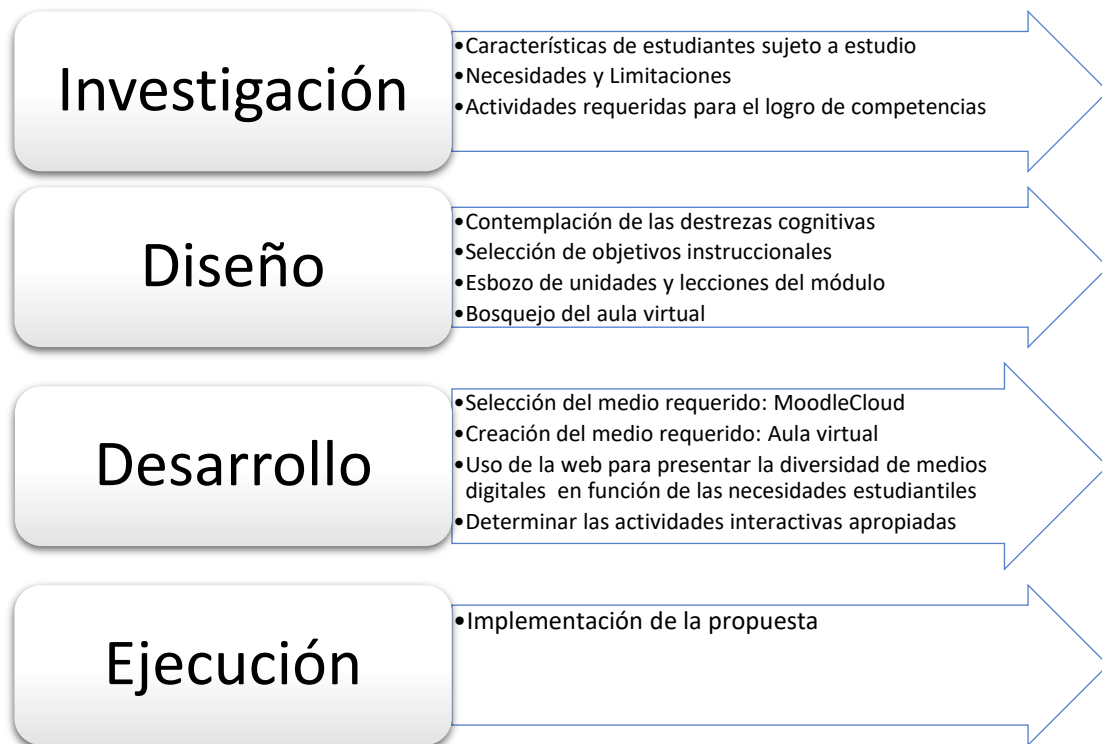 Investigación
•Características de estudiantes sujeto a estudio
•Necesidades y Limitaciones
•Actividades requeridas para el logro de competencias
Diseño
•Contemplación de las destrezas cognitivas
•Selección de objetivos instruccionales
•Esbozo de unidades y lecciones del módulo
•Bosquejo del aula virtual
Desarrollo
•Selección del medio requerido: MoodleCloud
•Creación del medio requerido: Aula virtual
•Uso de la web para presentar la diversidad de medios
digitales en función de las necesidades estudiantiles
•Determinar las actividades interactivas apropiadas
Ejecución
•Implementación de la propuesta